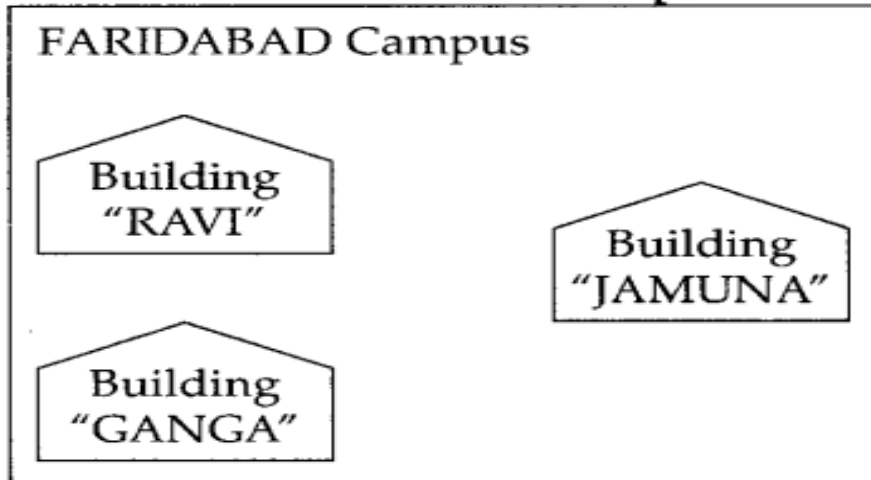 FARIDABAD Campus
Building
“RAVI”
Building
“JAMUNA”
Building
“GANGA”